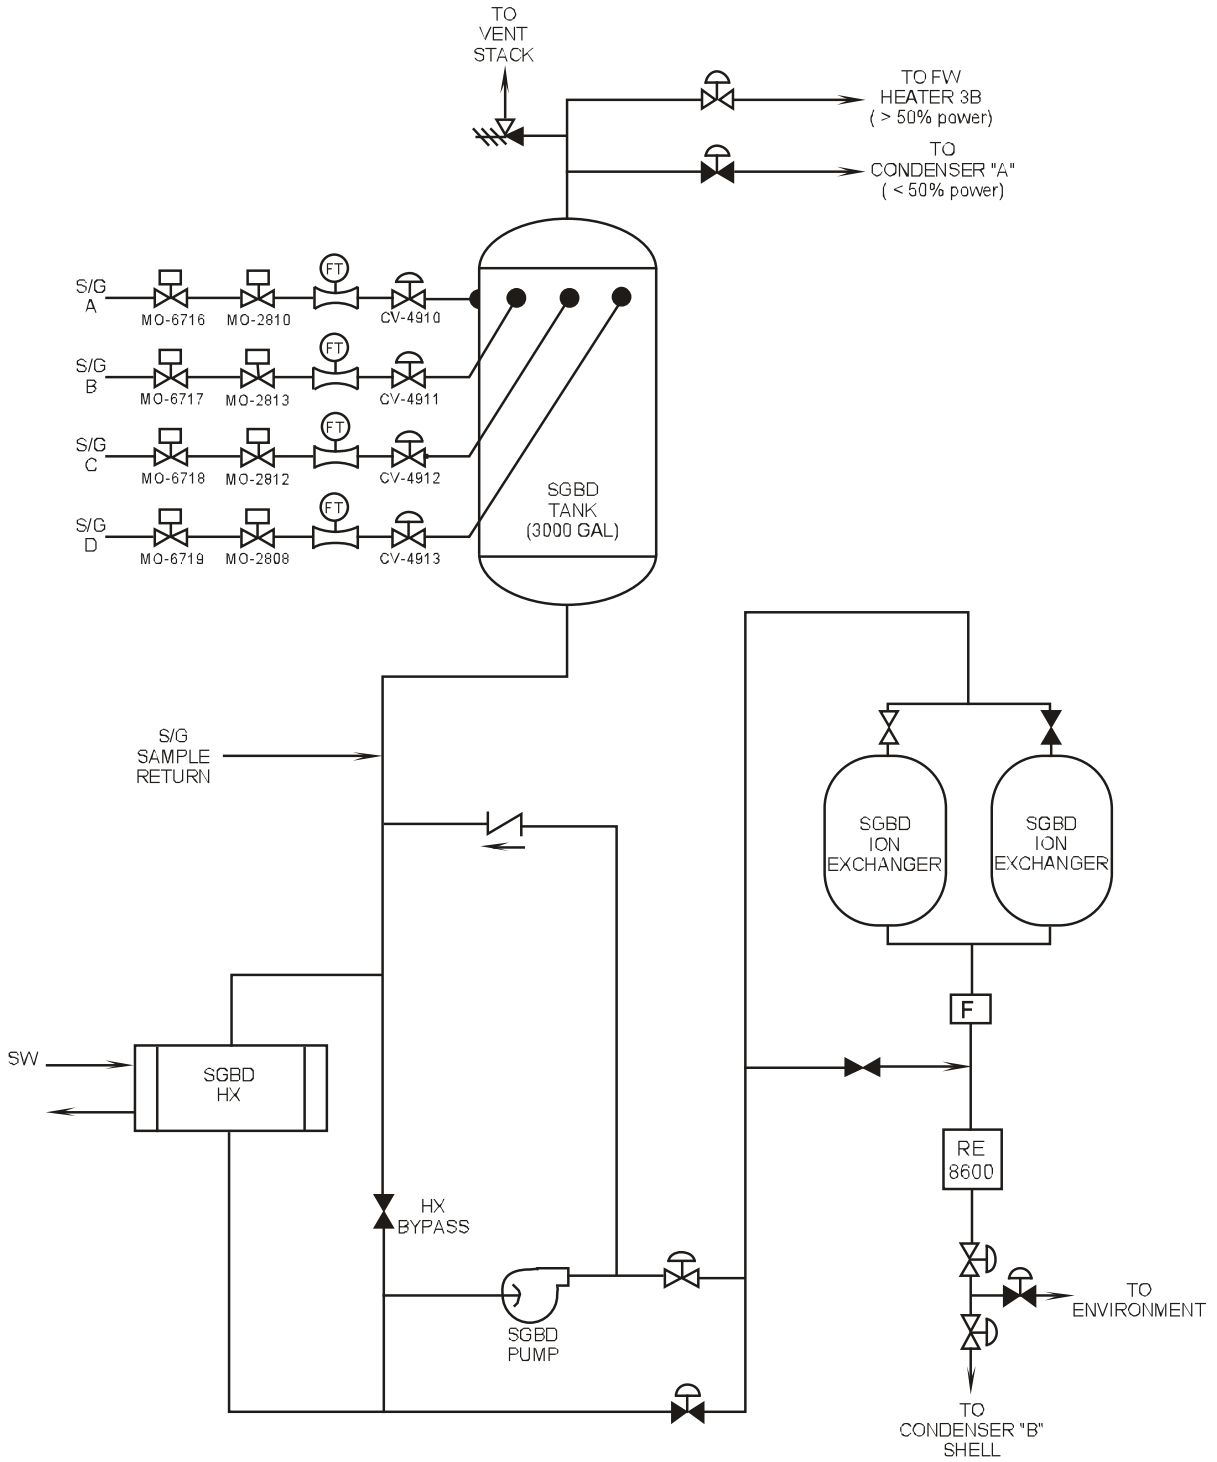 TO
VENT
STACK
TO FW
HEATER 3B
( > 50% power)
TO
CONDENSER "A"
( < 50% power)
S/G
A
MO-6716
MO-2810
FT
CV-4910
S/G
B
MO-6717
MO-2813
FT
CV-4911
S/G
C
MO-6718
MO-2812
FT
CV-4912
S/G
D
MO-6719
MO-2808
FT
CV-4913
SGBD
TANK
(3000 GAL)
S/G
SAMPLE
RETURN
SGBD
ION
EXCHANGER
SGBD
ION
EXCHANGER
F
SW
SGBD
HX
RE
8600
HX
BYPASS
SGBD
PUMP
TO
ENVIRONMENT
TO
CONDENSER "B"
SHELL